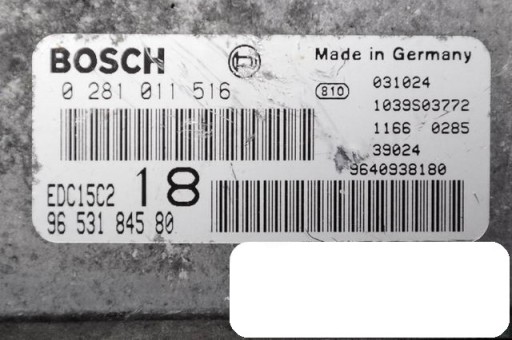 BOSCH
Made in Germany
0 281 011 516
810
031024
1039S03772
1166 0285
39024
9640938180
EDC15C2
18
96 531 845 80